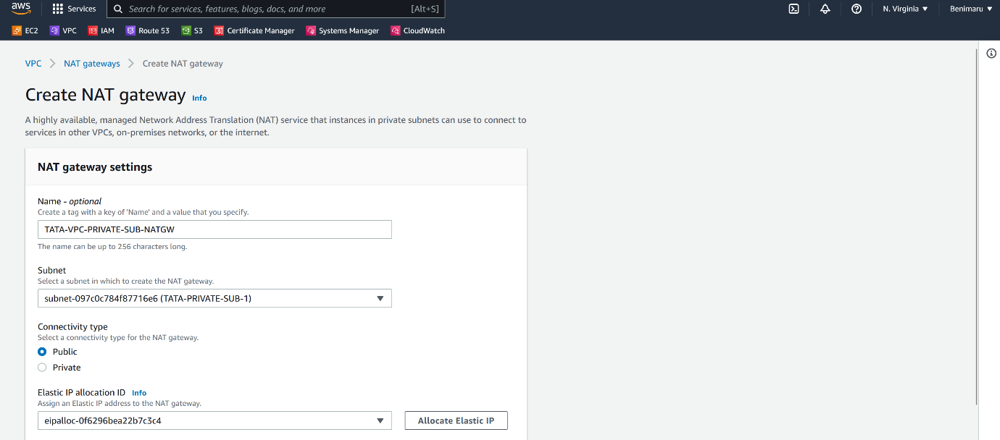 aws
Services
Search for services, features, blogs, docs, and more [Alt+S]
N. Virginia
Benimaru
EC2 VPC IAM Route 53 S3 Certificate Manager Systems Manager CloudWatch
VPC NAT gateways Create NAT gateway
Create NAT gateway Info
A highly available, managed Network Address Translation (NAT) service that instances in private subnets can use to connect to
services in other VPCs, on-premises networks, or the internet.
NAT gateway settings
Name - optional
Create a tag with a key of 'Name' and a value that you specify.
TATA-VPC-PRIVATE-SUB-NATGW
The name can be up to 256 characters long.
Subnet
Select a subnet in which to create the NAT gateway.
subnet-097c0c784f87716e6 (TATA-PRIVATE-SUB-1)
Connectivity type
Select a connectivity type for the NAT gateway.
Public
Private
Elastic IP allocation ID Info
Assign an Elastic IP address to the NAT gateway.
eipalloc-0f6296bea22b7c3c4
Allocate Elastic IP